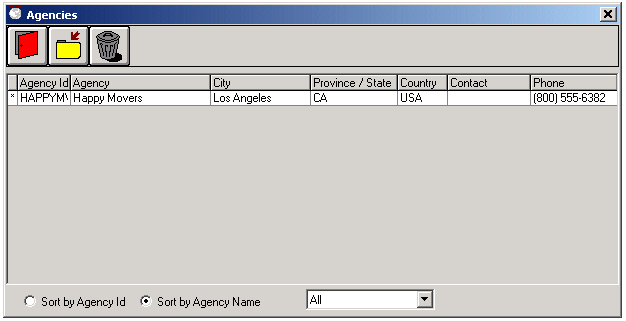 Agencies
Agency Id Agency City Province / State Country Contact Phone
* HAPPYM Happy Movers Los Angeles CA USA (800) 555-6382
Sort by Agency Id Sort by Agency Name All